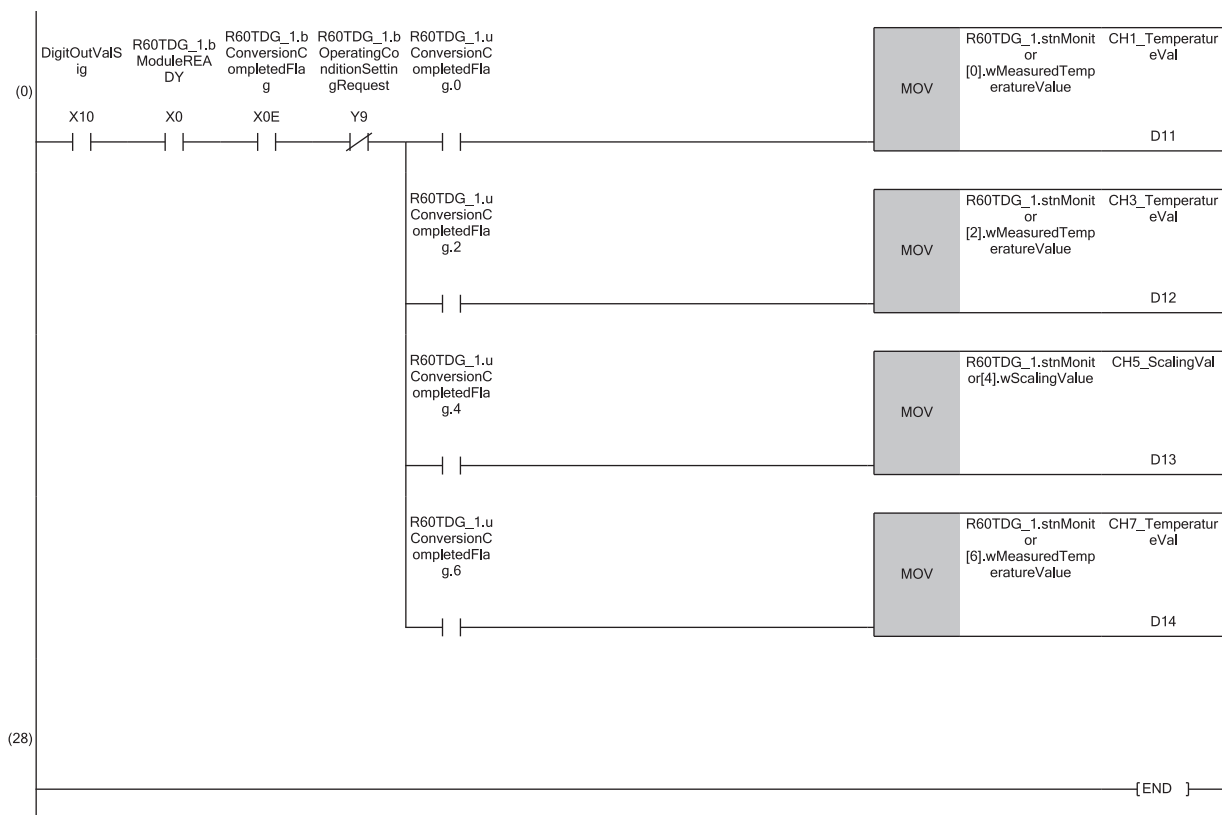 DigitOutValS
ig
R60TDG_1.b
ModuleREA
DY
R60TDG_1.b
ConversionC
ompletedFla
g
R60TDG_1.b
OperatingCo
nditionSettin
gRequest
R60TDG_1.u
ConversionC
ompletedFla
g.0
R60TDG_1.stnMonit
or
[0].wMeasuredTemp
eratureValue
CH1_Temperatur
eVal
(0)
MOV
X10
X0
X0E
Y9
D11
R60TDG_1.u
ConversionC
ompletedFla
g.2
R60TDG_1.stnMonit
or
[2].wMeasuredTemp
eratureValue
CH3_Temperatur
eVal
MOV
D12
R60TDG_1.u
ConversionC
ompletedFla
g.4
R60TDG_1.stnMonit
or[4].wScalingValue
CH5_ScalingVal
MOV
D13
R60TDG_1.u
ConversionC
ompletedFla
g.6
R60TDG_1.stnMonit
or
[6].wMeasuredTemp
eratureValue
CH7_Temperatur
eVal
MOV
D14
(28)
[END ]